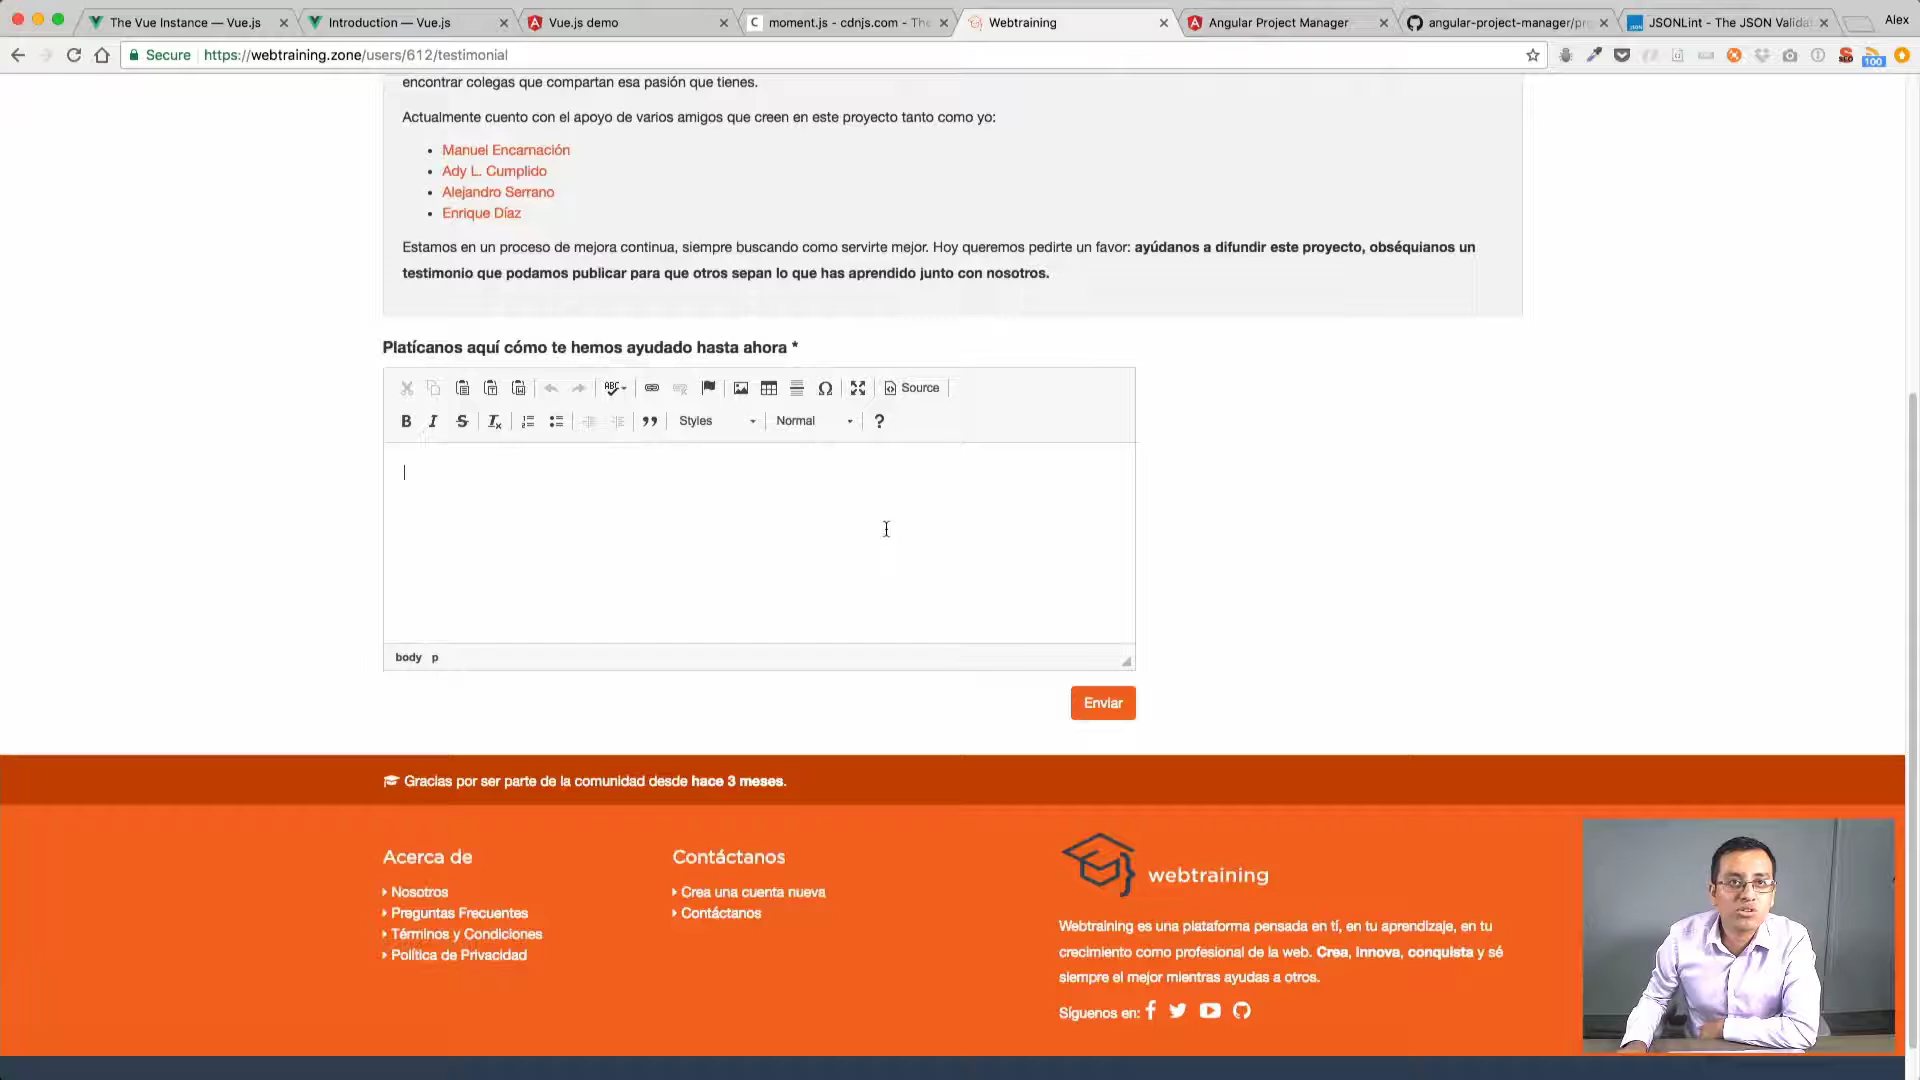 The Vue Instance — Vue.js
Introduction — Vue.js
Vue.js demo
moment.js - cdnjs.com - The
Webtraining
Angular Project Manager
angular-project-manager/pro
JSONLint - The JSON Valida
Alex
Secure
https://webtraining.zone/users/612/testimonial
100
encontrar colegas que compartan esa pasión que tienes.
Actualmente cuento con el apoyo de varios amigos que creen en este proyecto tanto como yo:
Manuel Encarnación
Ady L. Cumplido
Alejandro Serrano
Enrique Díaz
Estamos en un proceso de mejora continua, siempre buscando como servirte mejor. Hoy queremos pedirte un favor: ayúdanos a difundir este proyecto, obséquianos un
testimonio que podamos publicar para que otros sepan lo que has aprendido junto con nosotros.
Platícanos aquí cómo te hemos ayudado hasta ahora *
ABC
Ω
Source
B I S Ix
Styles
Normal
?
body p
Enviar
Gracias por ser parte de la comunidad desde hace 3 meses.
Acerca de
Nosotros
Preguntas Frecuentes
Términos y Condiciones
Política de Privacidad
Contáctanos
Crea una cuenta nueva
Contáctanos
webtraining
Webtraining es una plataforma pensada en tí, en tu aprendizaje, en tu
crecimiento como profesional de la web. Crea, Innova, conquista y sé
siempre el mejor mientras ayudas a otros.
Síguenos en: